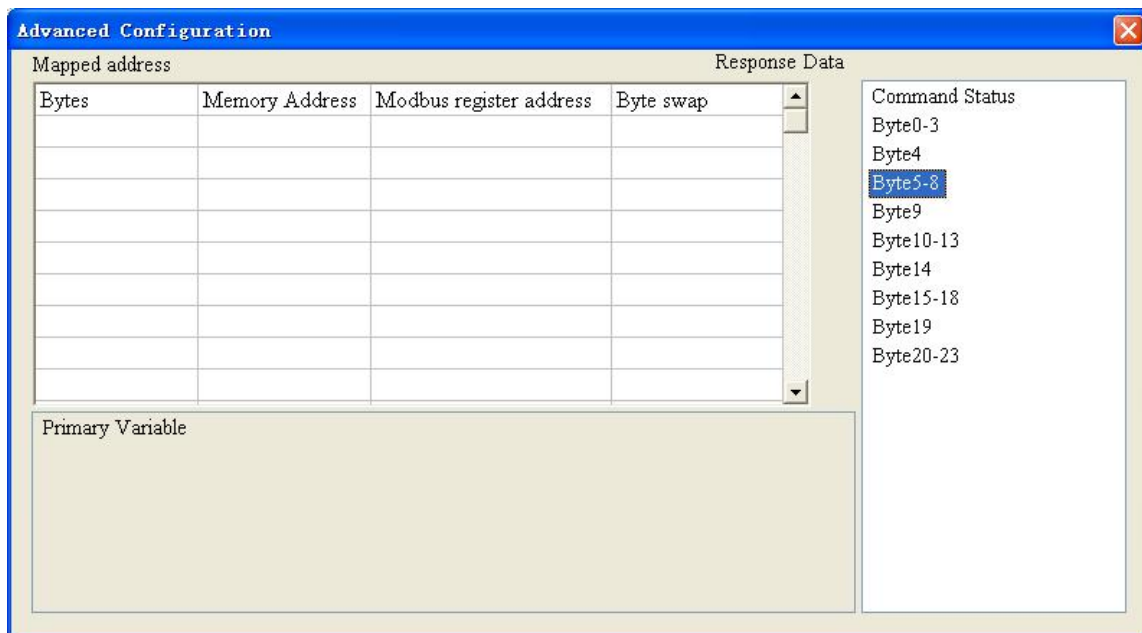 Advanced Configuration
Mapped address
Response Data
Bytes Memory Address Modbus register address Byte swap
Primary Variable
Command Status
Byte0-3
Byte4
Byte5-8
Byte9
Byte10-13
Byte14
Byte15-18
Byte19
Byte20-23